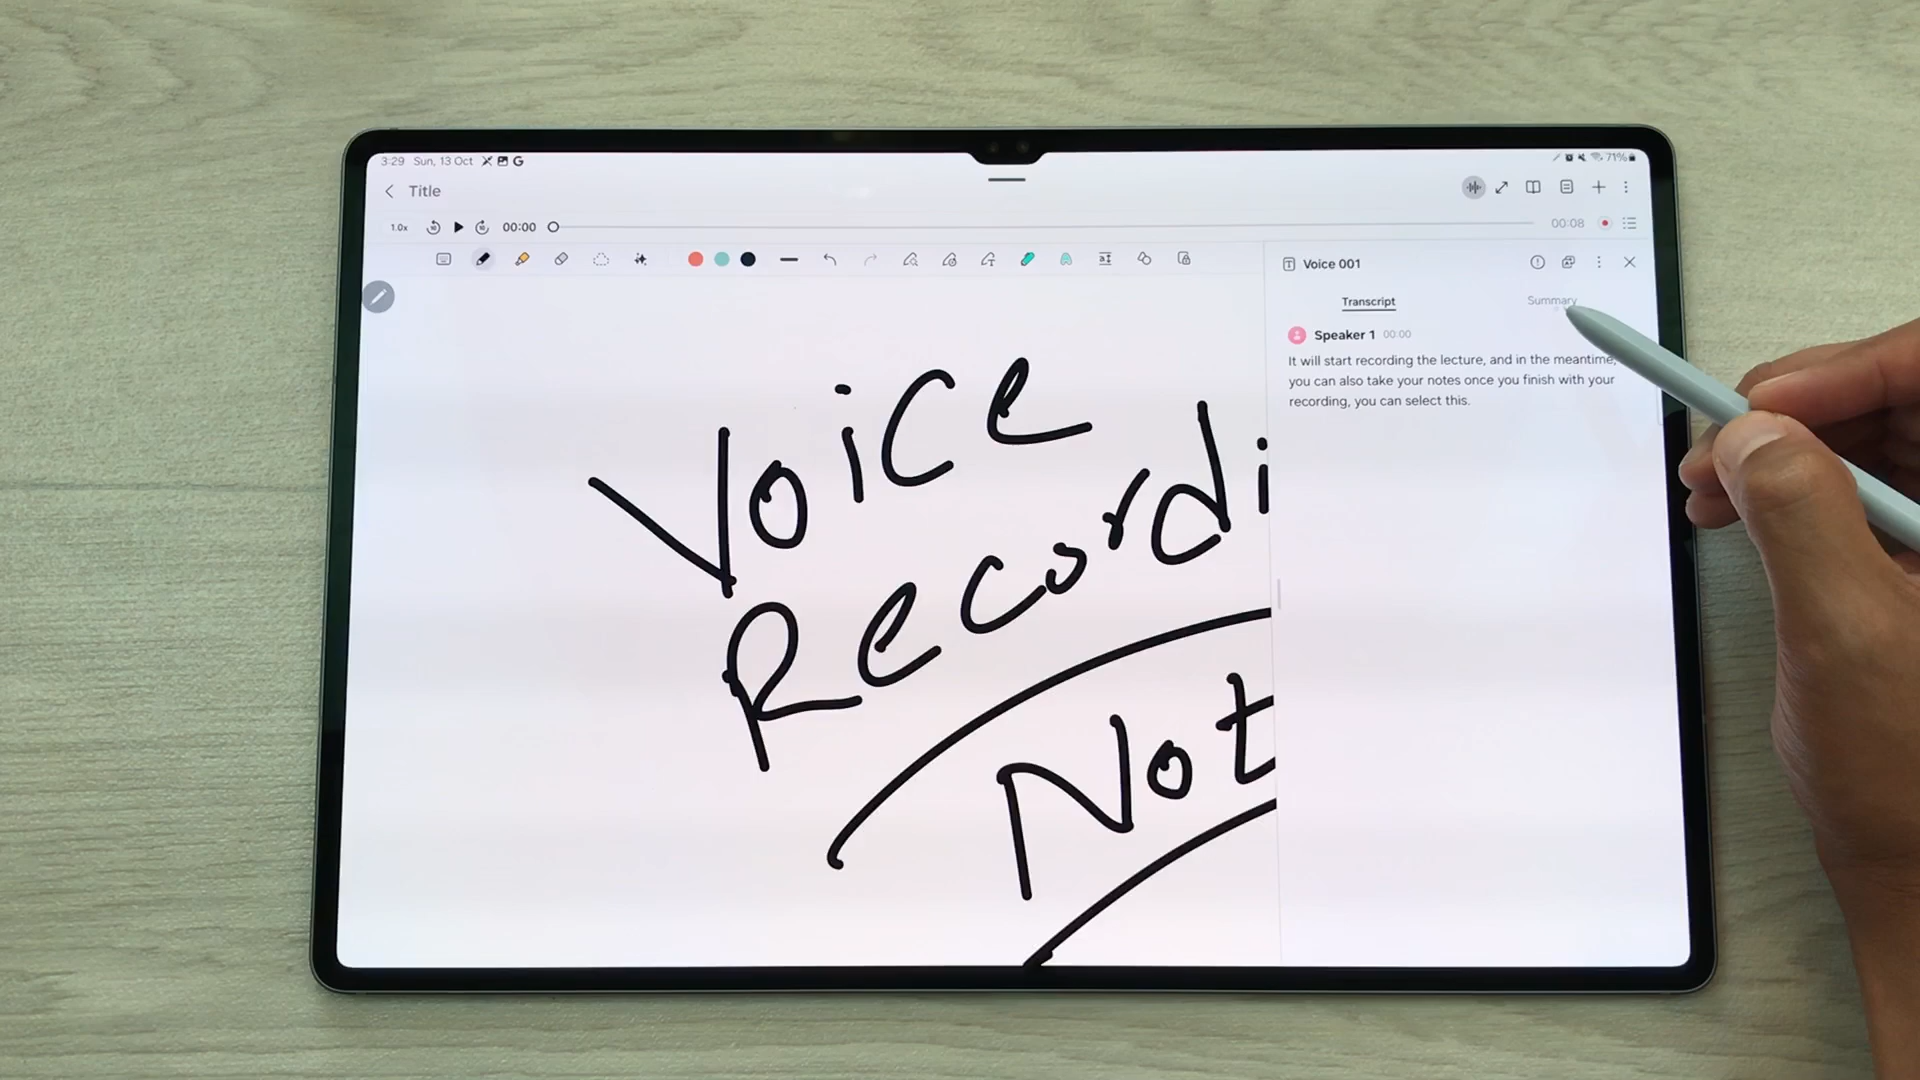 3:29 Sun, 13 Oct
71%
Title
1.0x
00:00
00:08
Voice 001
Transcript
Summary
Speaker 1 00:00
It will start recording the lecture, and in the meantime,
you can also take your notes once you finish with your
recording, you can select this.
Voice
Recordi
Not